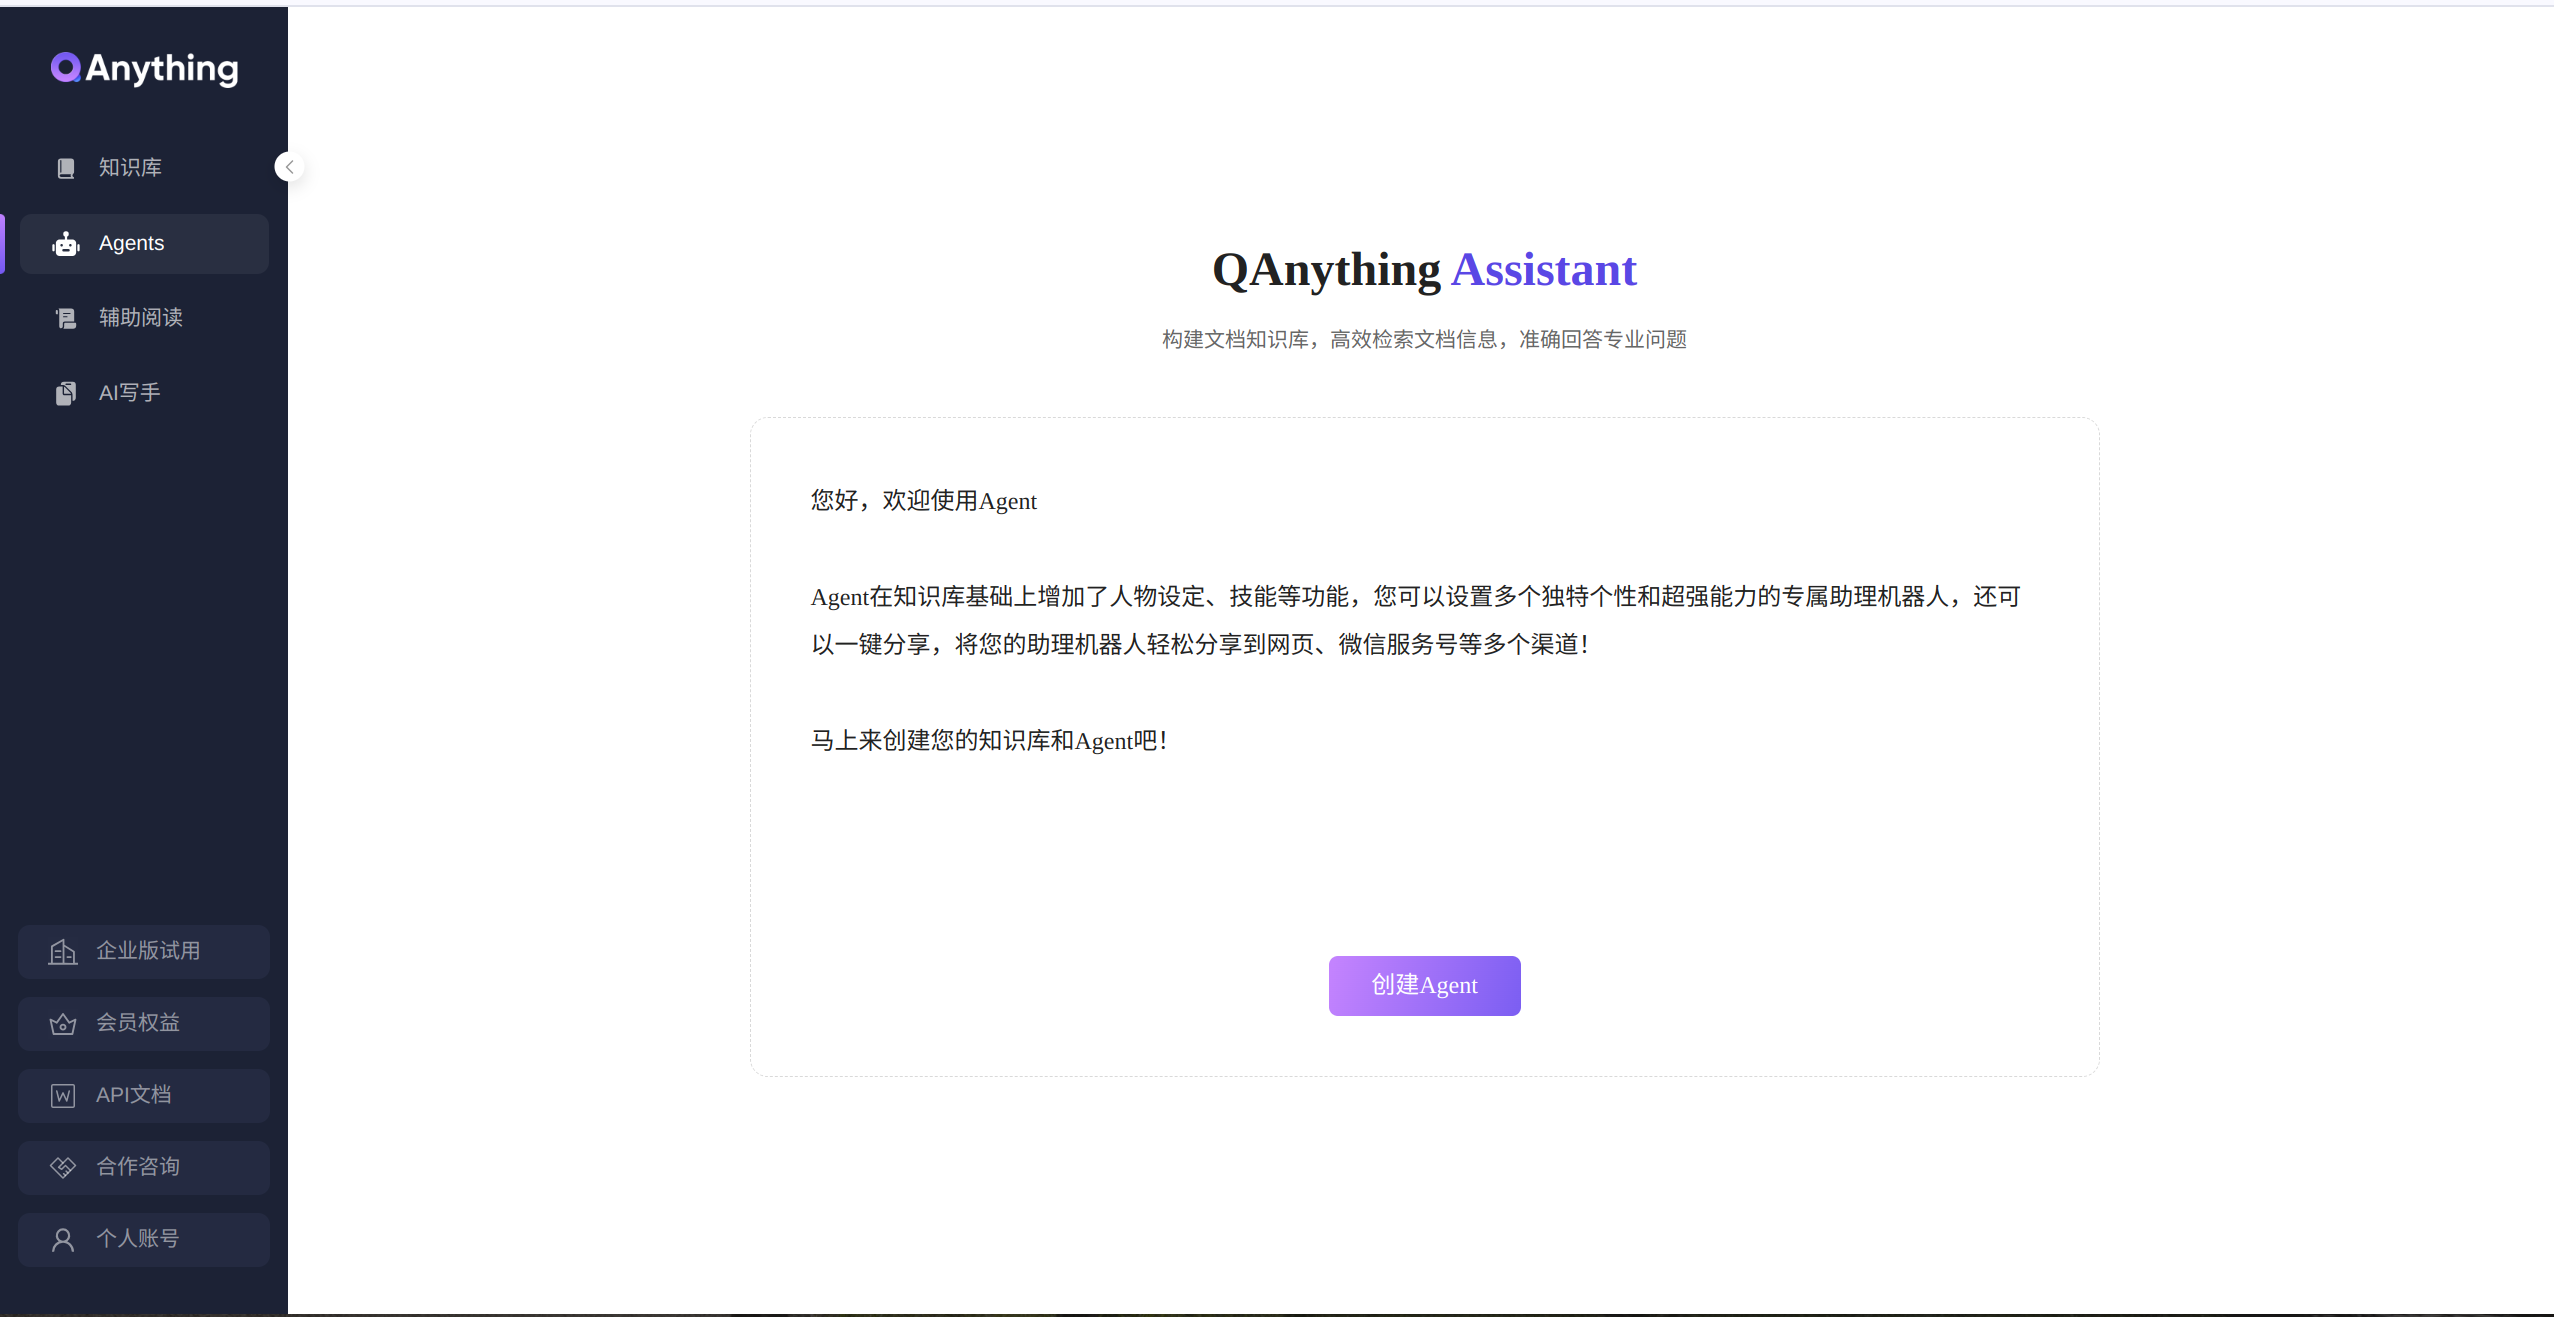 QAnything
知识库
Agents
辅助阅读
AI写手
企业版试用
会员权益
API文档
合作咨询
个人账号
QAnything Assistant
构建文档知识库，高效检索文档信息，准确回答专业问题
您好，欢迎使用Agent
Agent在知识库基础上增加了人物设定、技能等功能，您可以设置多个独特个性和超强能力的专属助理机器人，还可
以一键分享，将您的助理机器人轻松分享到网页、微信服务号等多个渠道！
马上来创建您的知识库和Agent吧！
创建Agent